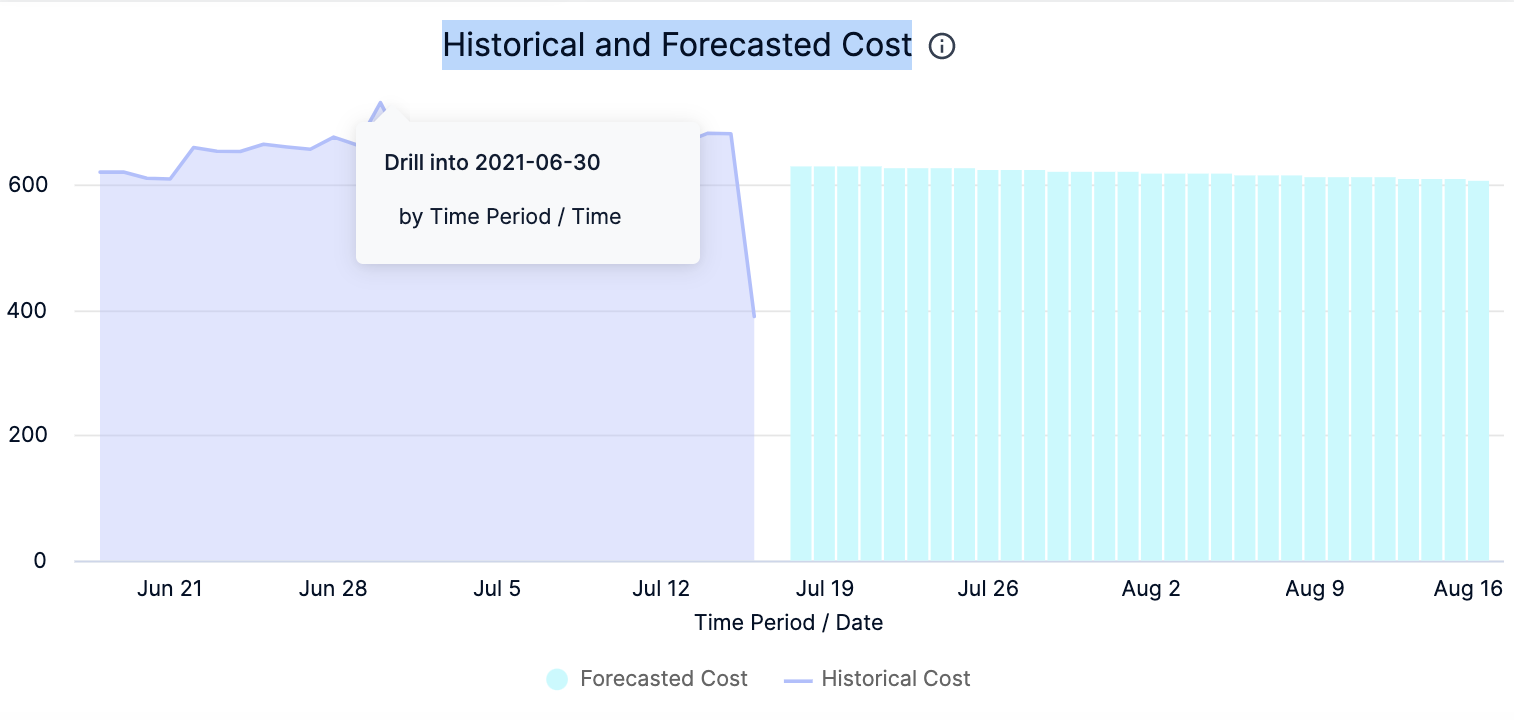 Historical and Forecasted Cost
Drill into 2021-06-30
by Time Period / Time
600
400
200
0
Jun 21 Jun 28 Jul 5 Jul 12 Jul 19 Jul 26 Aug 2 Aug 9 Aug 16
Time Period / Date
Forecasted Cost Historical Cost